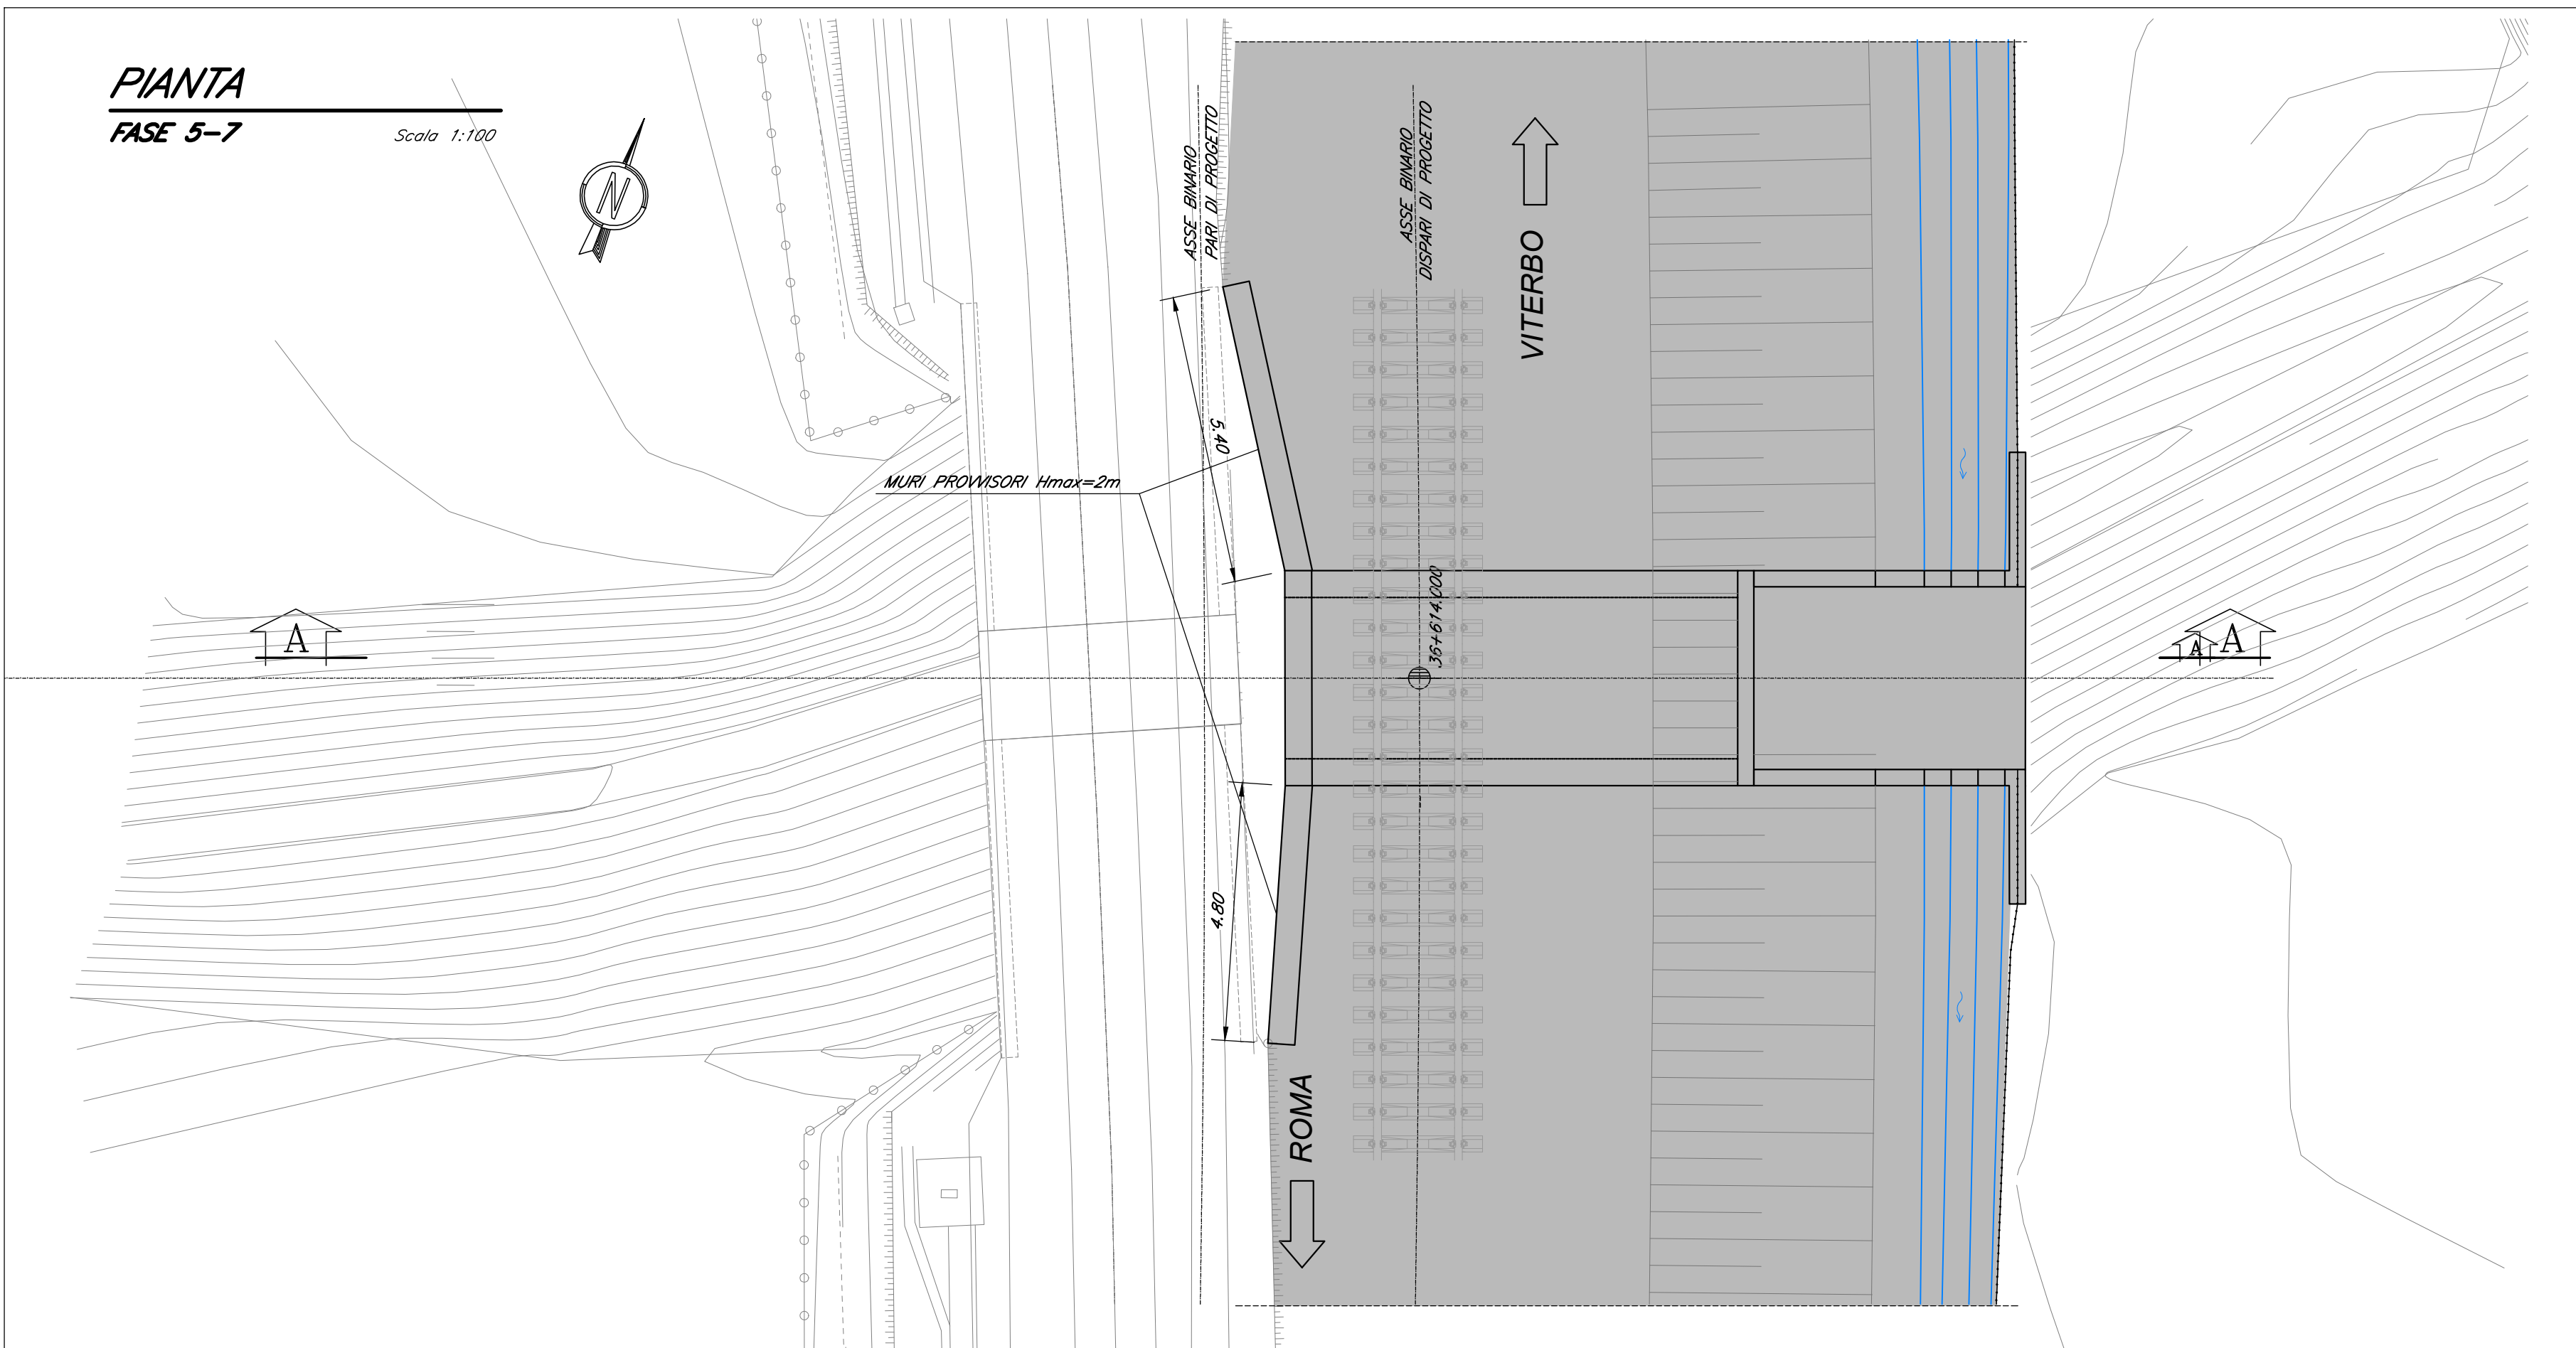 PIANTA
FASE 5-7
Scala 1:100
N
ASSE BINARIO
PARI DI PROGETTO
ASSE BINARIO
DISPARI DI PROGETTO
VITERBO
5.40
MURI PROVVISORI Hmax=2m
36+614.000
A
A
A
4.80
ROMA